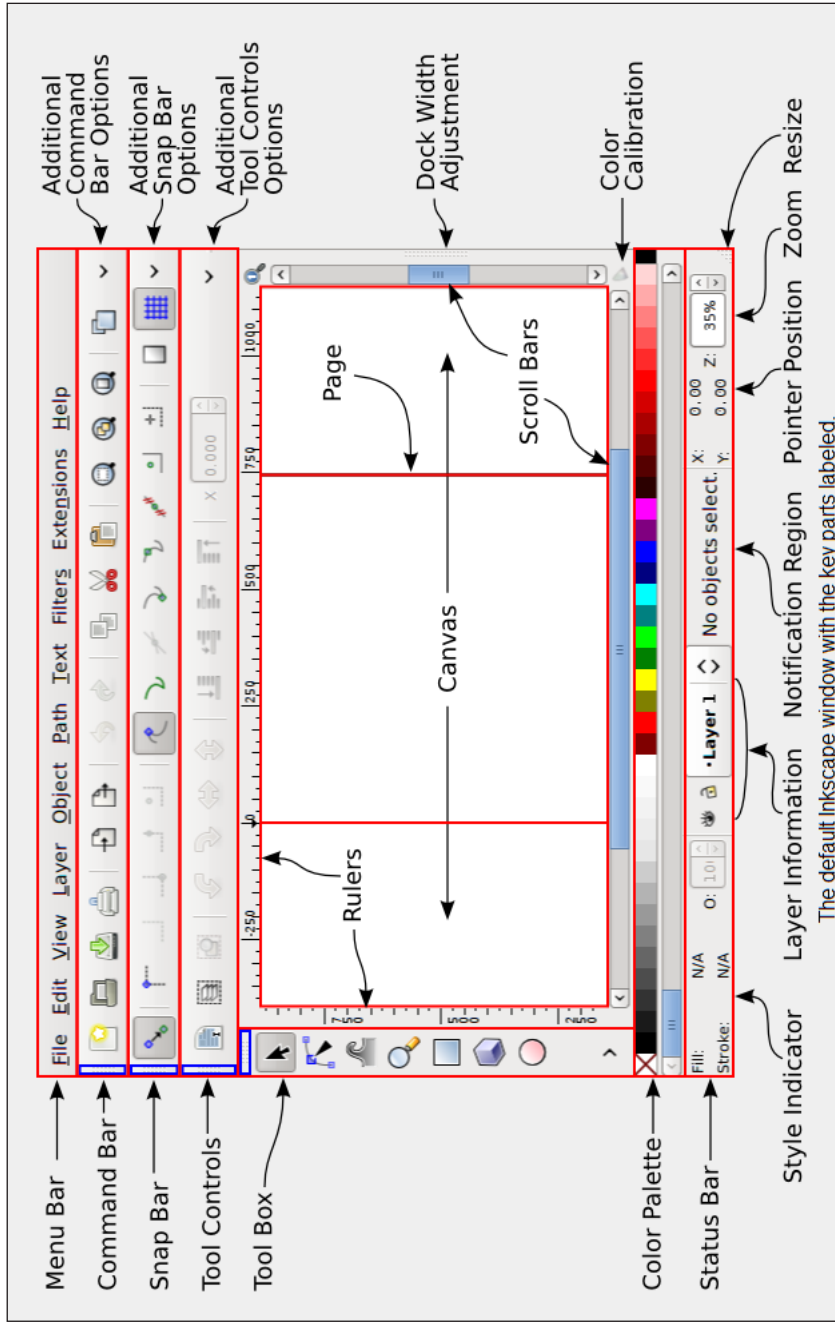 Additional
Command
Bar Options
Additional
Snap Bar
Options
Additional
Tool Controls
Options
Dock Width
Adjustment
Color
Calibration
Menu Bar
Command Bar
Snap Bar
Tool Controls
Tool Box
Color Palette
Status Bar
File Edit View Layer Object Path Text Filters Extensions Help
X 0.000
-250 0 250 500 750 1000
750
500
250
Page
Rulers
Canvas
Scroll Bars
Fill: N/A
Stroke: N/A
O: 10
•Layer 1
No objects select.
X: 0.00
Y: 0.00
Z: 35%
Style Indicator
Layer Information
Notification Region
Pointer Position
Zoom
Resize
The default Inkscape window with the key parts labeled.